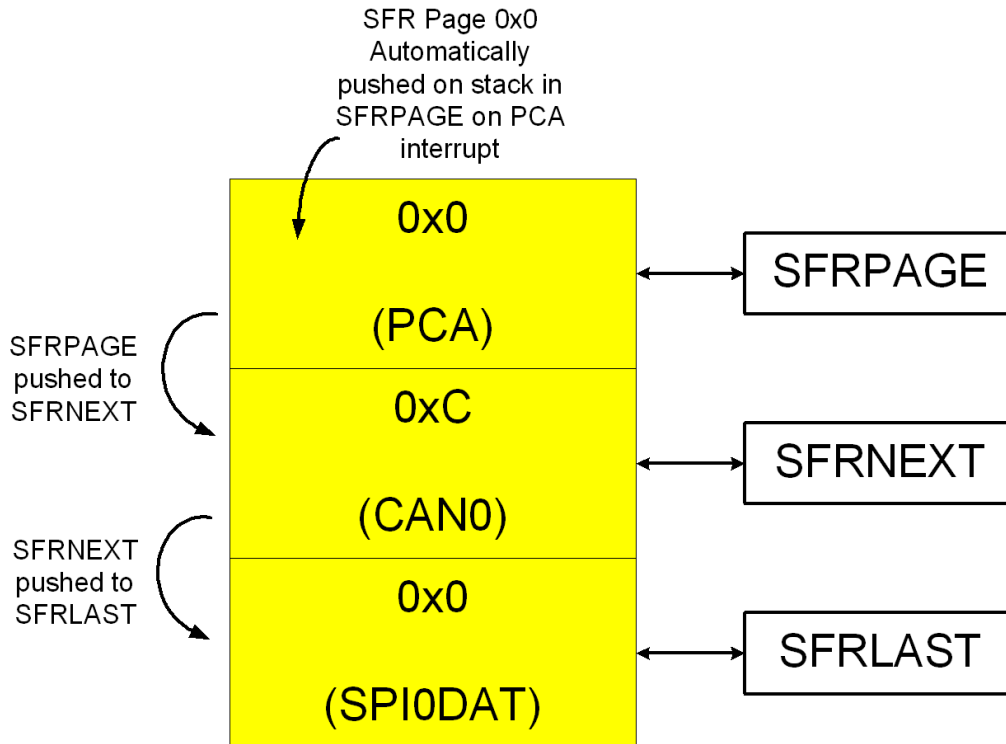 SFR Page 0x0
Automatically
pushed on stack in
SFRPAGE on PCA
interrupt
0x0
(PCA)
SFRPAGE
SFRPAGE
pushed to
SFRNEXT
0xC
(CAN0)
SFRNEXT
SFRNEXT
pushed to
SFRLAST
0x0
(SPI0DAT)
SFRLAST